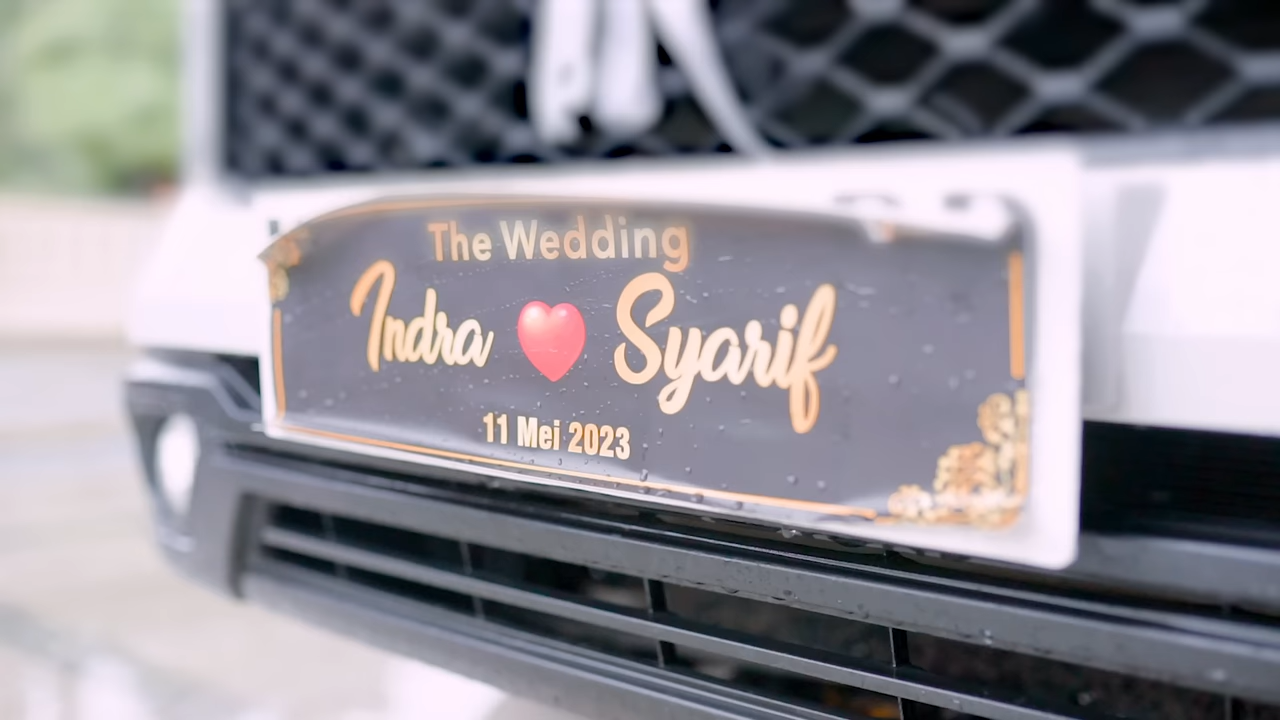 The Wedding
Indra ❤️ Syarif
11 Mei 2023